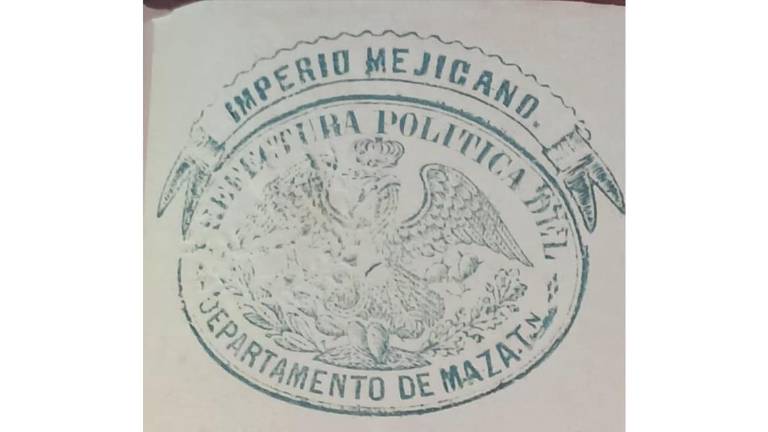 IMPERIO MEJICANO.
PREFECTURA POLITICA DEL
DEPARTAMENTO DE MAZAT.N